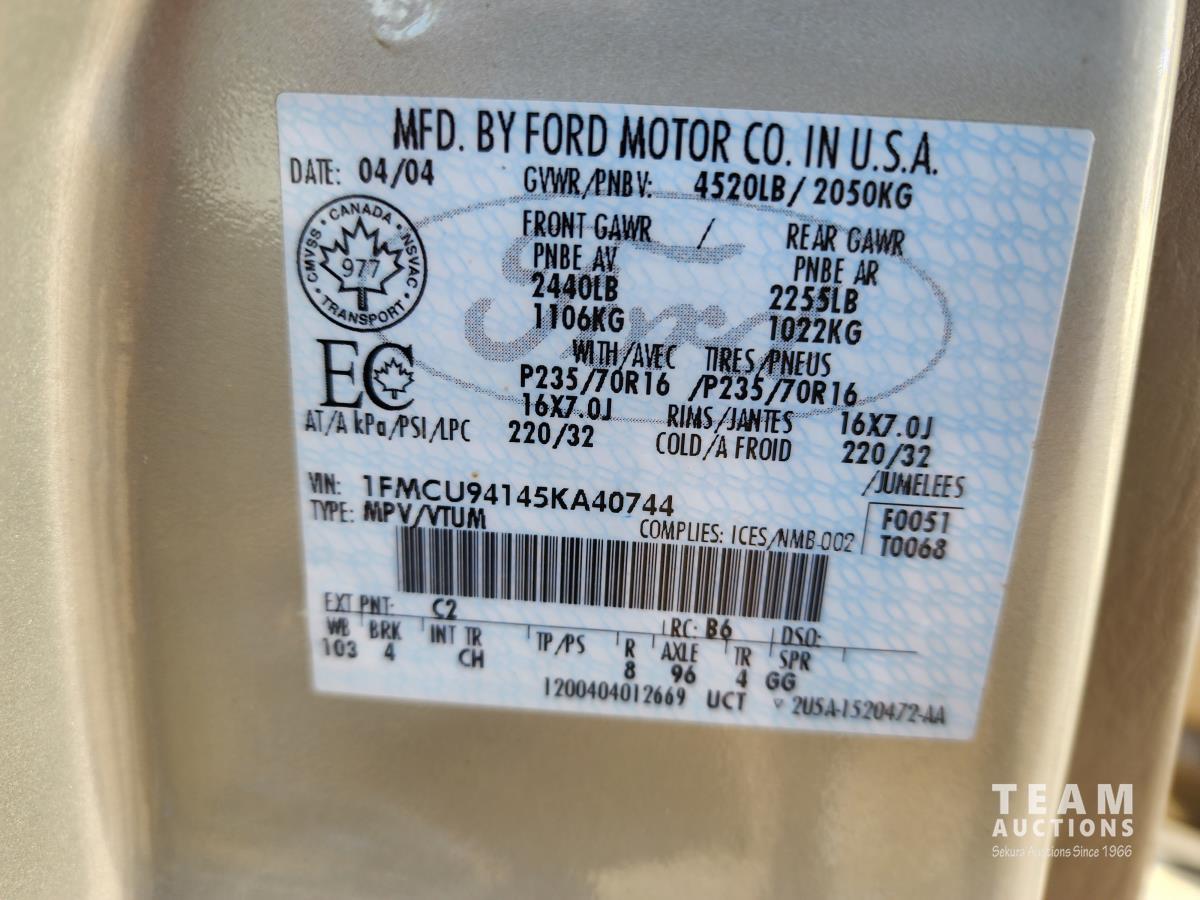 MFD. BY FORD MOTOR CO. IN U.S.A.
DATE: 04/04 GVWR/PNBV: 4520LB/ 2050KG
CMVSS • CANADA • NSVAC • TRANSPORT •
977
FRONT GAWR / REAR GAWR
PNBE AV PNBE AR
2440LB 2255LB
1106KG 1022KG
Ford
WITH/AVEC TIRES/PNEUS
EC
P235/70R16 /P235/70R16
16X7.0J RIMS/JANTES 16X7.0J
AT/A kPa/PSI/LPC 220/32 COLD/A FROID 220/32
/JUMELEES
VIN: 1FMCU94145KA40744
TYPE: MPV/VTUM
COMPLIES: ICES/NMB-002
F0051
T0068
EXT PNT: C2 RC: B6 DSO:
WB BRK INT TR TP/PS R AXLE TR SPR
103 4 CH 8 96 4 GG
1200404012669 UCT ▽ 2U5A-1520472-AA
TEAM
AUCTIONS
Sekura Auctions Since 1966